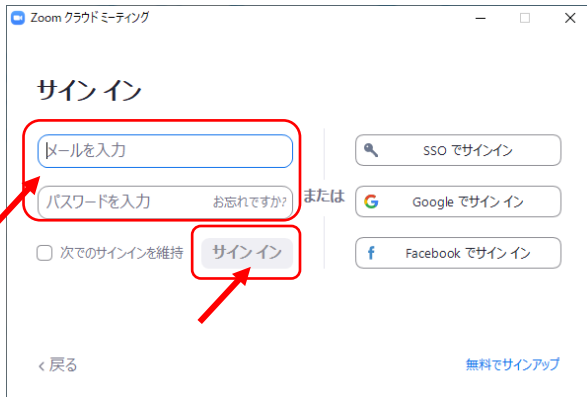 Zoom クラウドミーティング
サイン イン
メールを入力
パスワードを入力 お忘れですか?
次でのサインインを維持 サイン イン
または
SSO でサインイン
Google でサイン イン
Facebook でサイン イン
< 戻る
無料でサインアップ